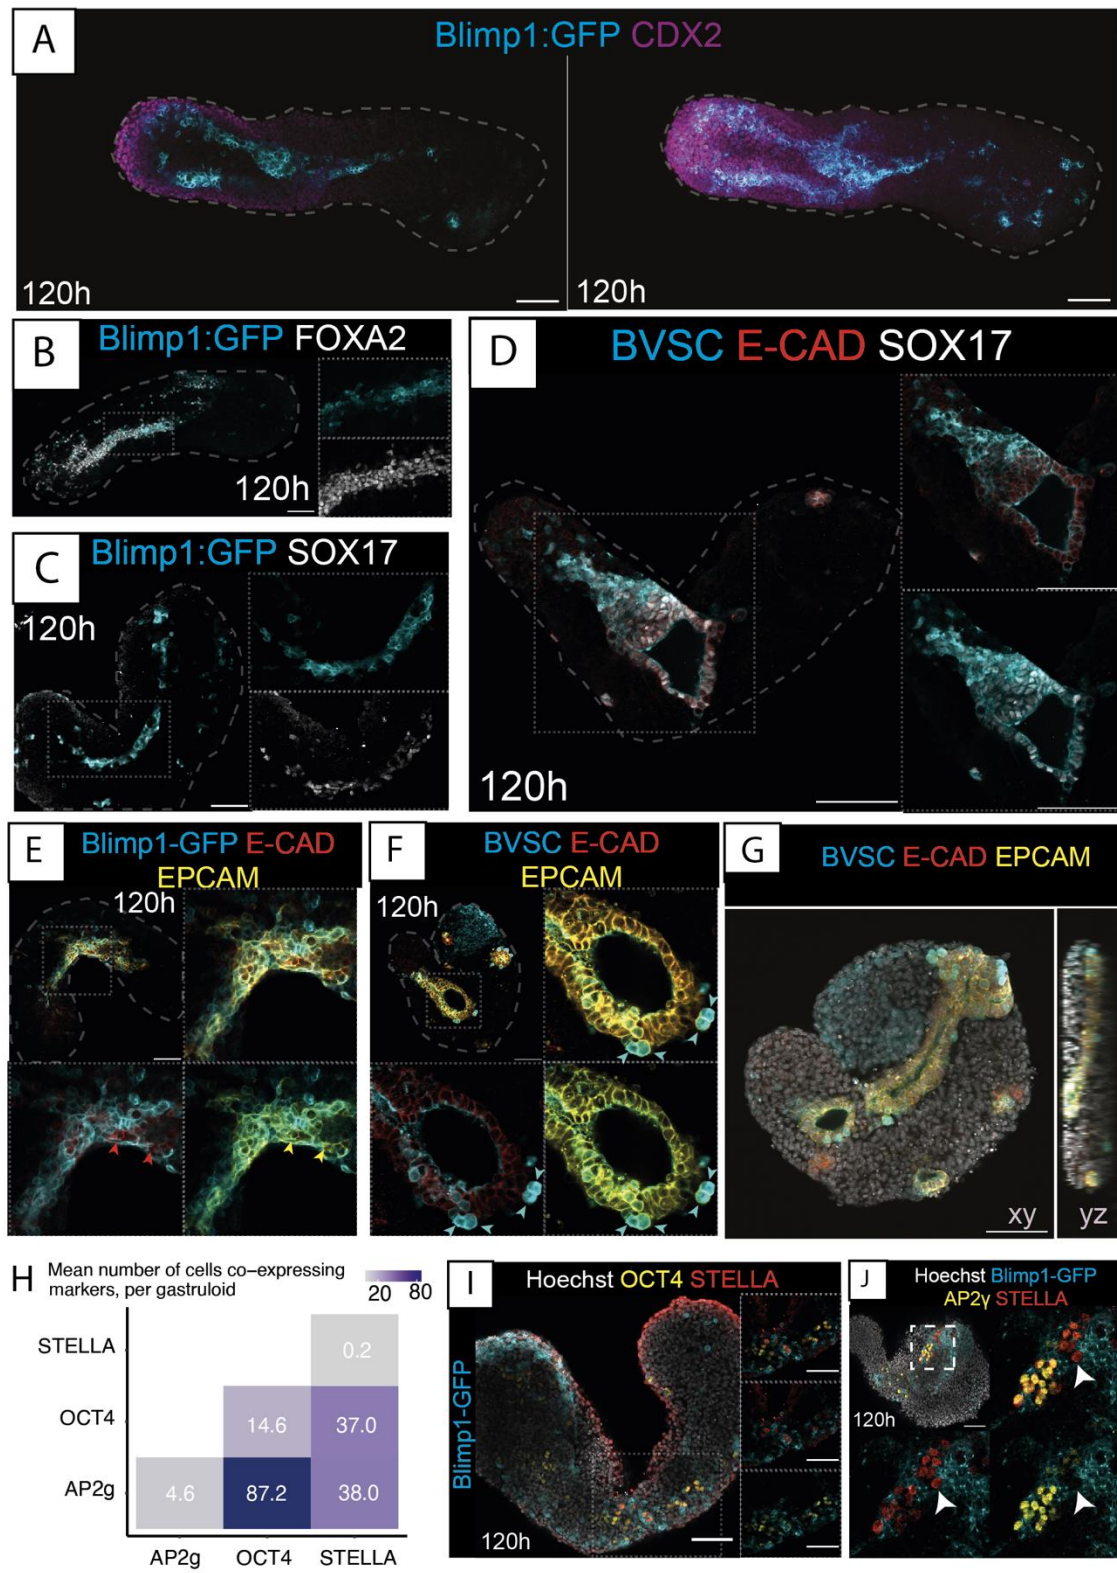 A
Blimp1:GFP CDX2
120h
120h
B
Blimp1:GFP FOXA2
120h
C
Blimp1:GFP SOX17
120h
D
BVSC E-CAD SOX17
120h
E
Blimp1-GFP E-CAD
EPCAM
120h
F
BVSC E-CAD
EPCAM
120h
G
BVSC E-CAD EPCAM
xy
yz
H
Mean number of cells co-expressing
markers, per gastruloid
20 80
STELLA
0.2
OCT4
14.6 37.0
AP2g
4.6 87.2 38.0
AP2g OCT4 STELLA
I
Hoechst OCT4 STELLA
Blimp1-GFP
120h
J
Hoechst Blimp1-GFP
AP2γ STELLA
120h